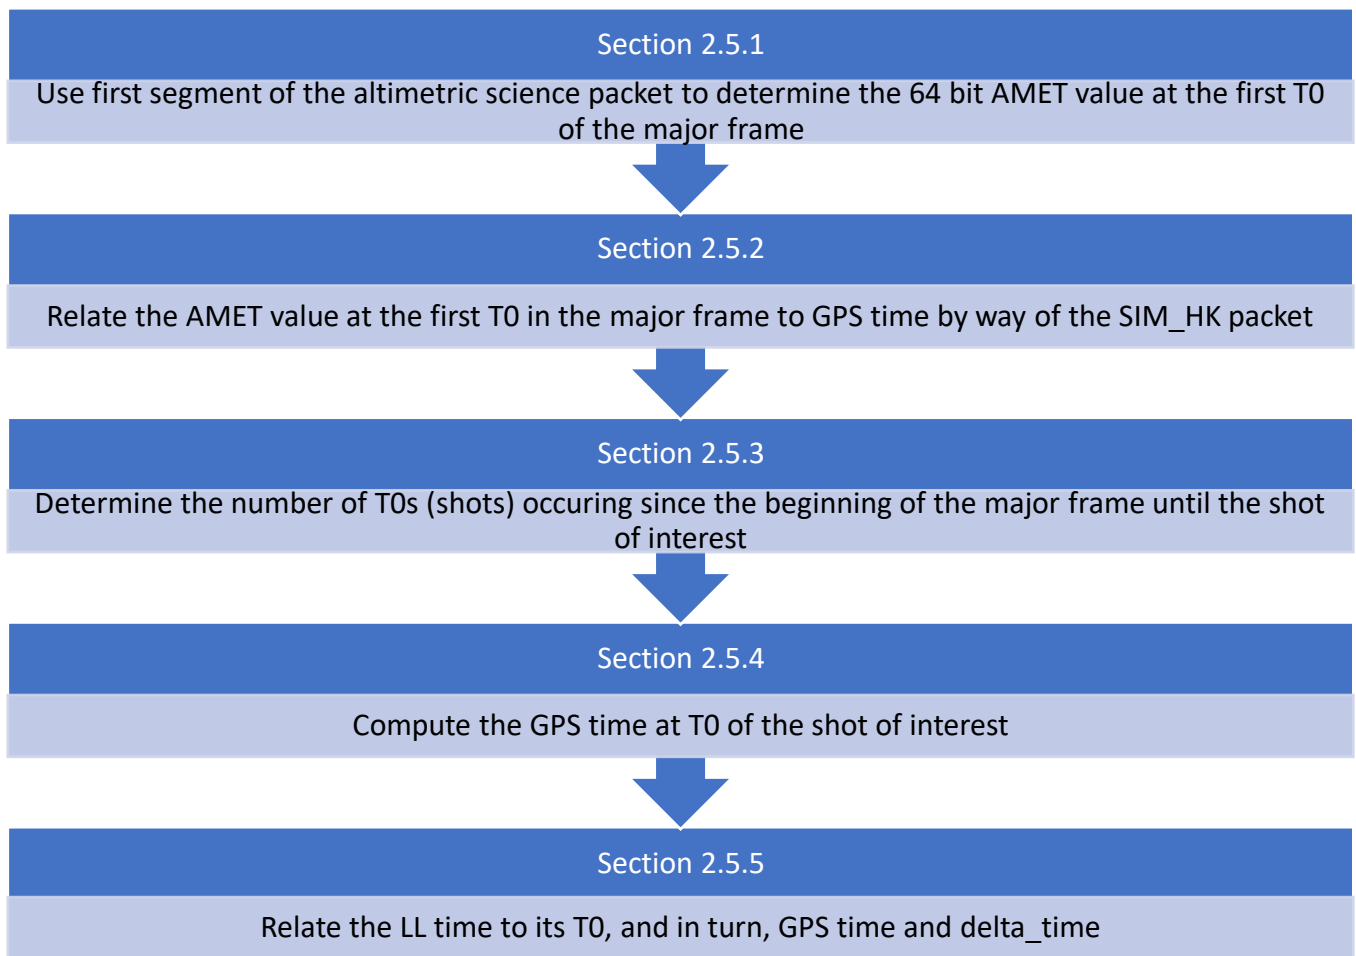 Section 2.5.1
Use first segment of the altimetric science packet to determine the 64 bit AMET value at the first T0
of the major frame
Section 2.5.2
Relate the AMET value at the first T0 in the major frame to GPS time by way of the SIM_HK packet
Section 2.5.3
Determine the number of T0s (shots) occuring since the beginning of the major frame until the shot
of interest
Section 2.5.4
Compute the GPS time at T0 of the shot of interest
Section 2.5.5
Relate the LL time to its T0, and in turn, GPS time and delta_time